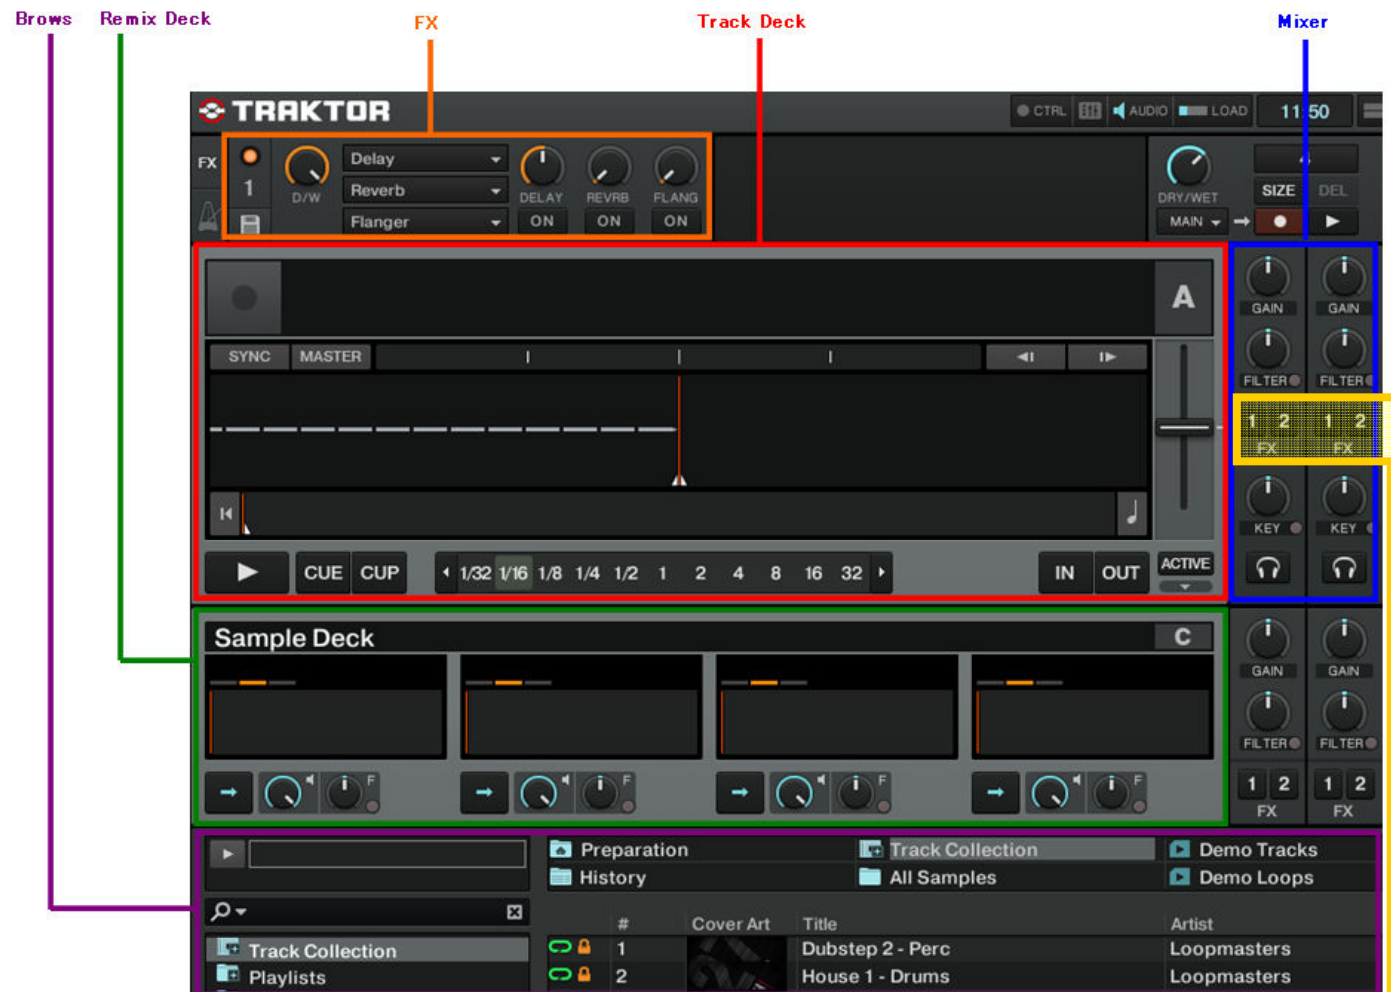 Brows Remix Deck FX Track Deck Mixer
TRAKTOR CTRL AUDIO LOAD 11:50
FX 1 D/W Delay DELAY REVRB FLANG DRY/WET
Reverb SIZE DEL
Flanger ON ON ON MAIN
A GAIN GAIN
SYNC MASTER FILTER FILTER
1 2 1 2
FX FX
KEY KEY
CUE CUP 1/32 1/16 1/8 1/4 1/2 1 2 4 8 16 32 IN OUT ACTIVE
Sample Deck C GAIN GAIN
FILTER FILTER
F F F F 1 2 1 2
FX FX
Preparation Track Collection Demo Tracks
History All Samples Demo Loops
# Cover Art Title Artist
Track Collection 1 Dubstep 2 - Perc Loopmasters
Playlists 2 House 1 - Drums Loopmasters